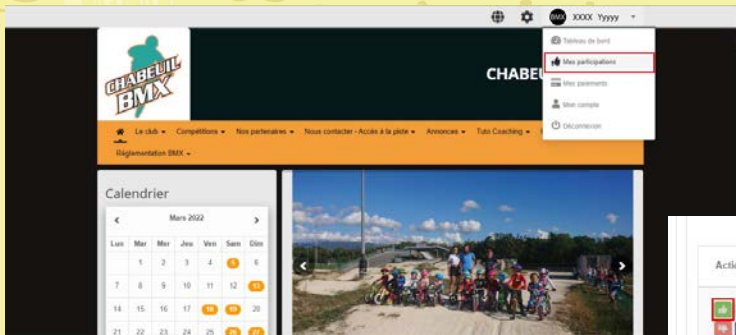 BMX XXXX Yyyyy
Tableau de bord
Mes participations
Mes paiements
Mon compte
Déconnexion
CHABEUIL
BMX
CHABEU
Le club
Compétitions
Nos partenaires
Nous contacter - Accès à la piste
Annonces
Tuto Coaching
Réglementation BMX
Calendrier
Mars 2022
Lun Mar Mer Jeu Ven Sam Dim
1 2 3 4 5 6
7 8 9 10 11 12 13
14 15 16 17 18 19 20
21 22 23 24 25 26 27
Actio